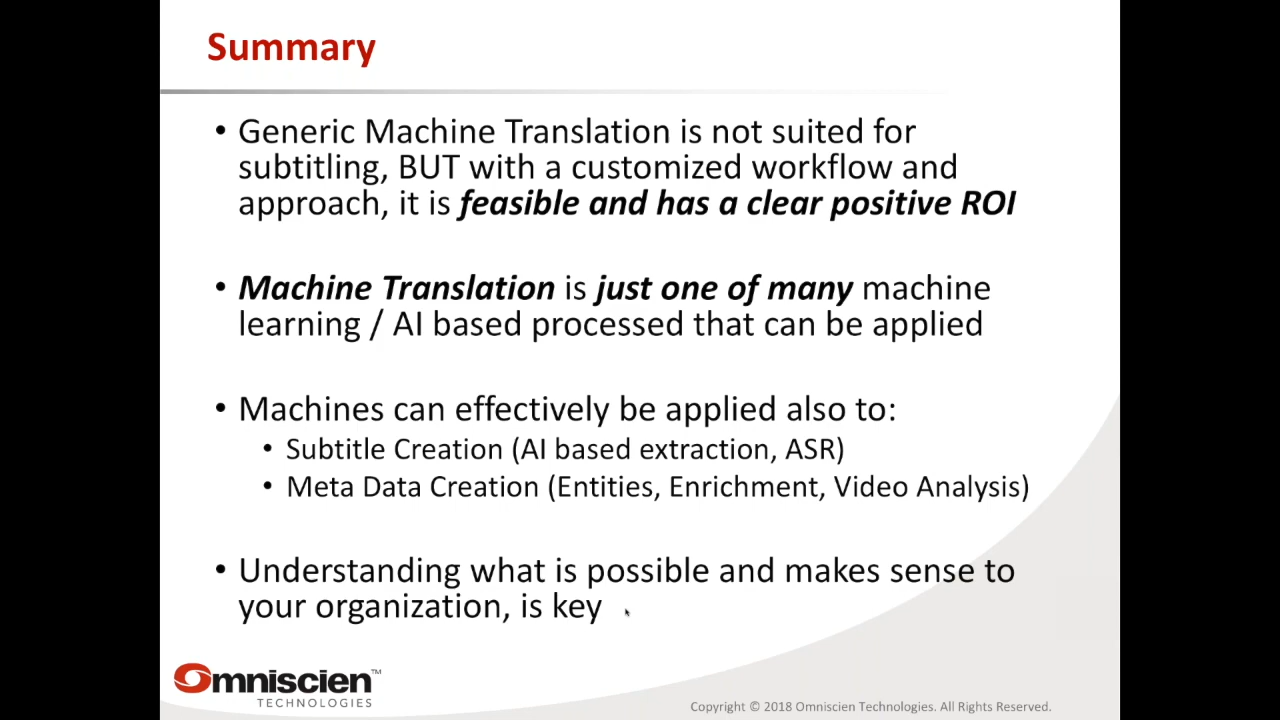 Summary
• Generic Machine Translation is not suited for
subtitling, BUT with a customized workflow and
approach, it is feasible and has a clear positive ROI
• Machine Translation is just one of many machine
learning / AI based processed that can be applied
• Machines can effectively be applied also to:
• Subtitle Creation (AI based extraction, ASR)
• Meta Data Creation (Entities, Enrichment, Video Analysis)
• Understanding what is possible and makes sense to
your organization, is key
Omniscien™
TECHNOLOGIES
Copyright © 2018 Omniscien Technologies. All Rights Reserved.